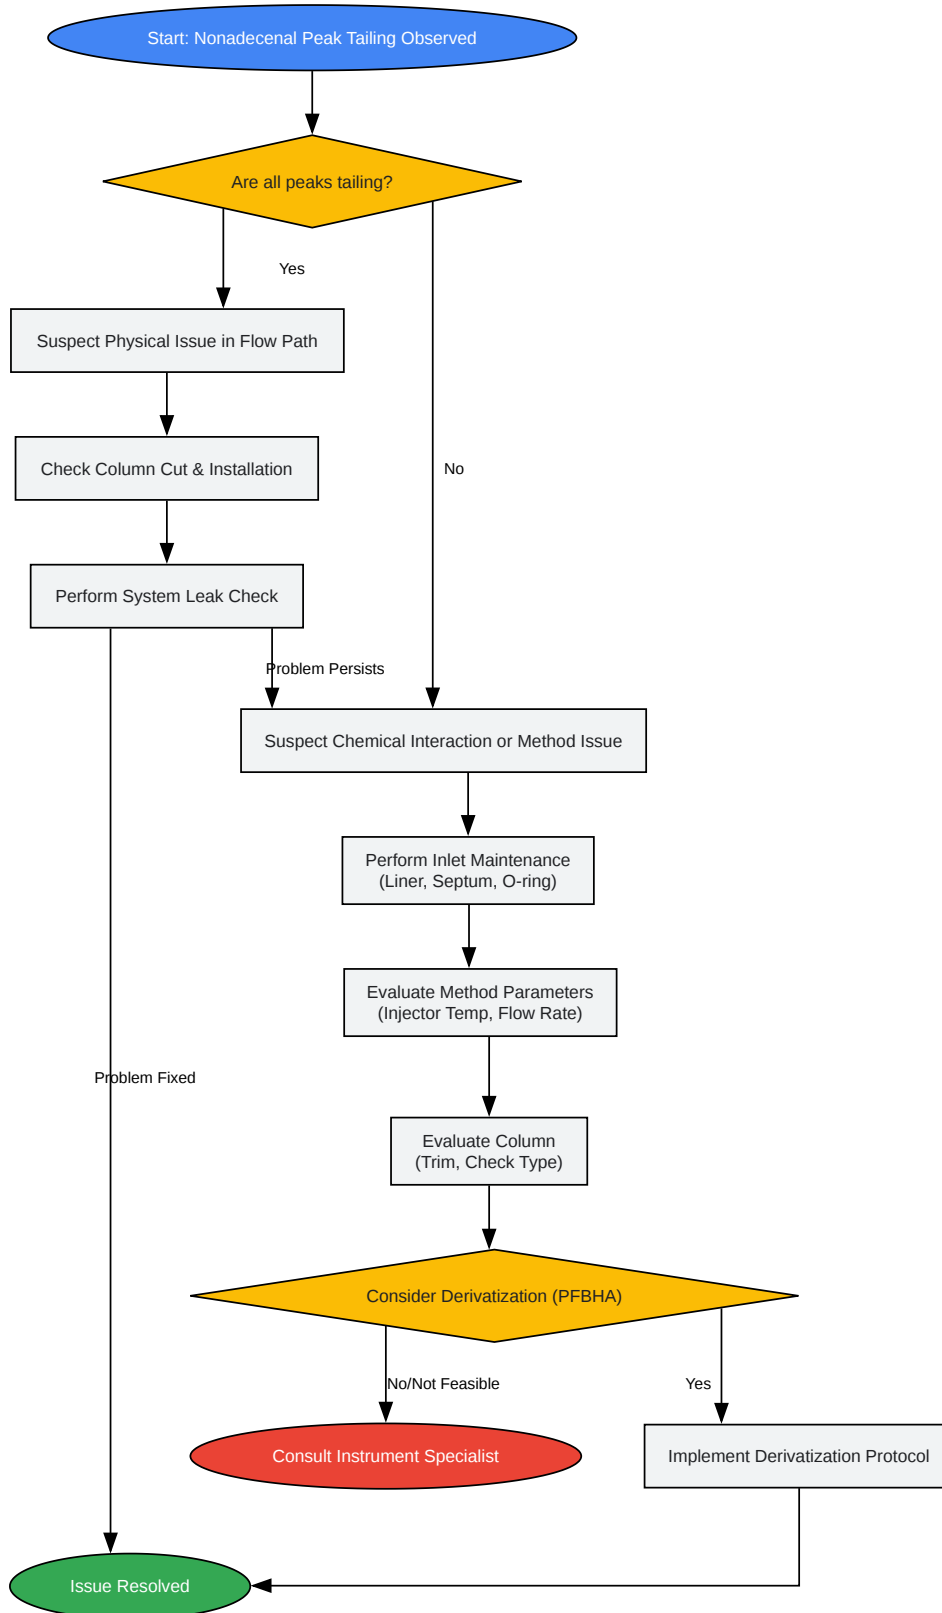 Start: Nonadecenal Peak Tailing Observed
Are all peaks tailing?
Yes
Suspect Physical Issue in Flow Path
Check Column Cut & Installation
No
Perform System Leak Check
Problem Persists
Suspect Chemical Interaction or Method Issue
Perform Inlet Maintenance
(Liner, Septum, O-ring)
Evaluate Method Parameters
(Injector Temp, Flow Rate)
Problem Fixed
Evaluate Column
(Trim, Check Type)
Consider Derivatization (PFBHA)
No/Not Feasible
Yes
Consult Instrument Specialist
Implement Derivatization Protocol
Issue Resolved